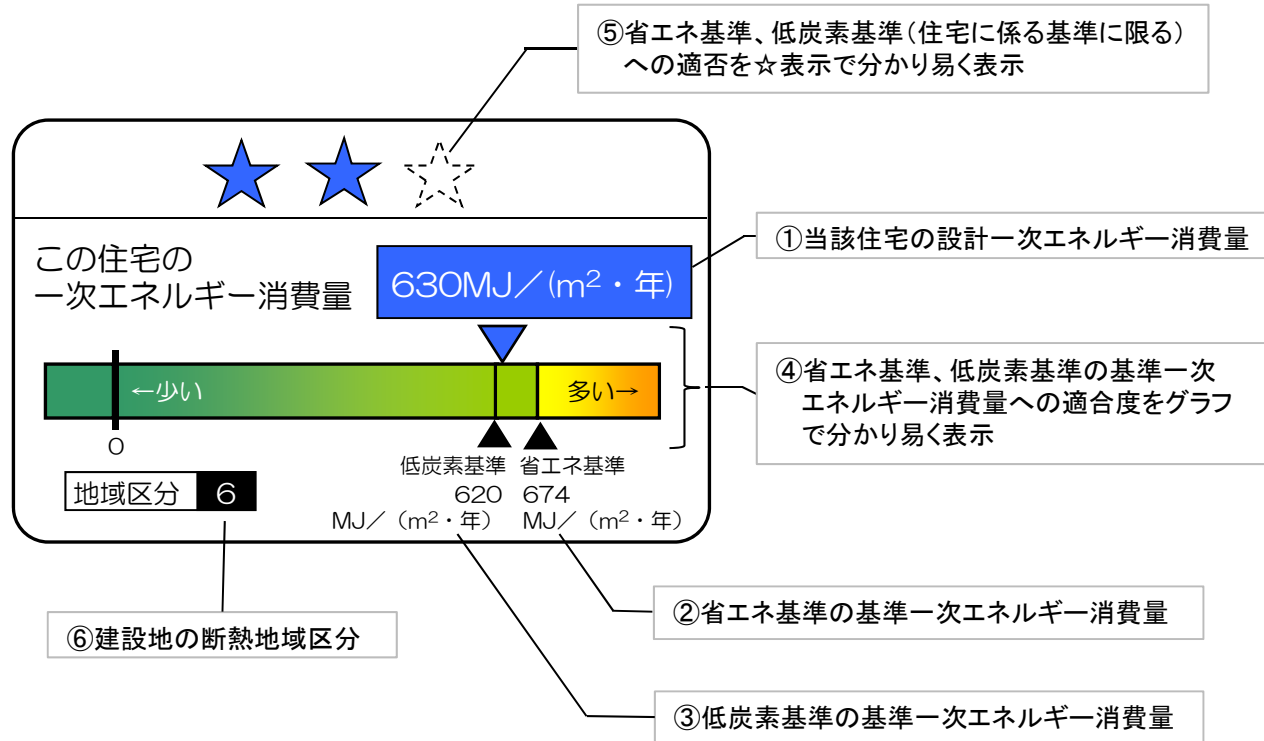 ⑤省エネ基準、低炭素基準(住宅に係る基準に限る)
への適否を☆表示で分かり易く表示
①当該住宅の設計一次エネルギー消費量
この住宅の
一次エネルギー消費量
630MJ/(m²・年)
④省エネ基準、低炭素基準の基準一次
エネルギー消費量への適合度をグラフ
で分かり易く表示
←少い
多い→
0
低炭素基準
620
MJ/(m²・年)
省エネ基準
674
MJ/(m²・年)
地域区分 6
②省エネ基準の基準一次エネルギー消費量
⑥建設地の断熱地域区分
③低炭素基準の基準一次エネルギー消費量